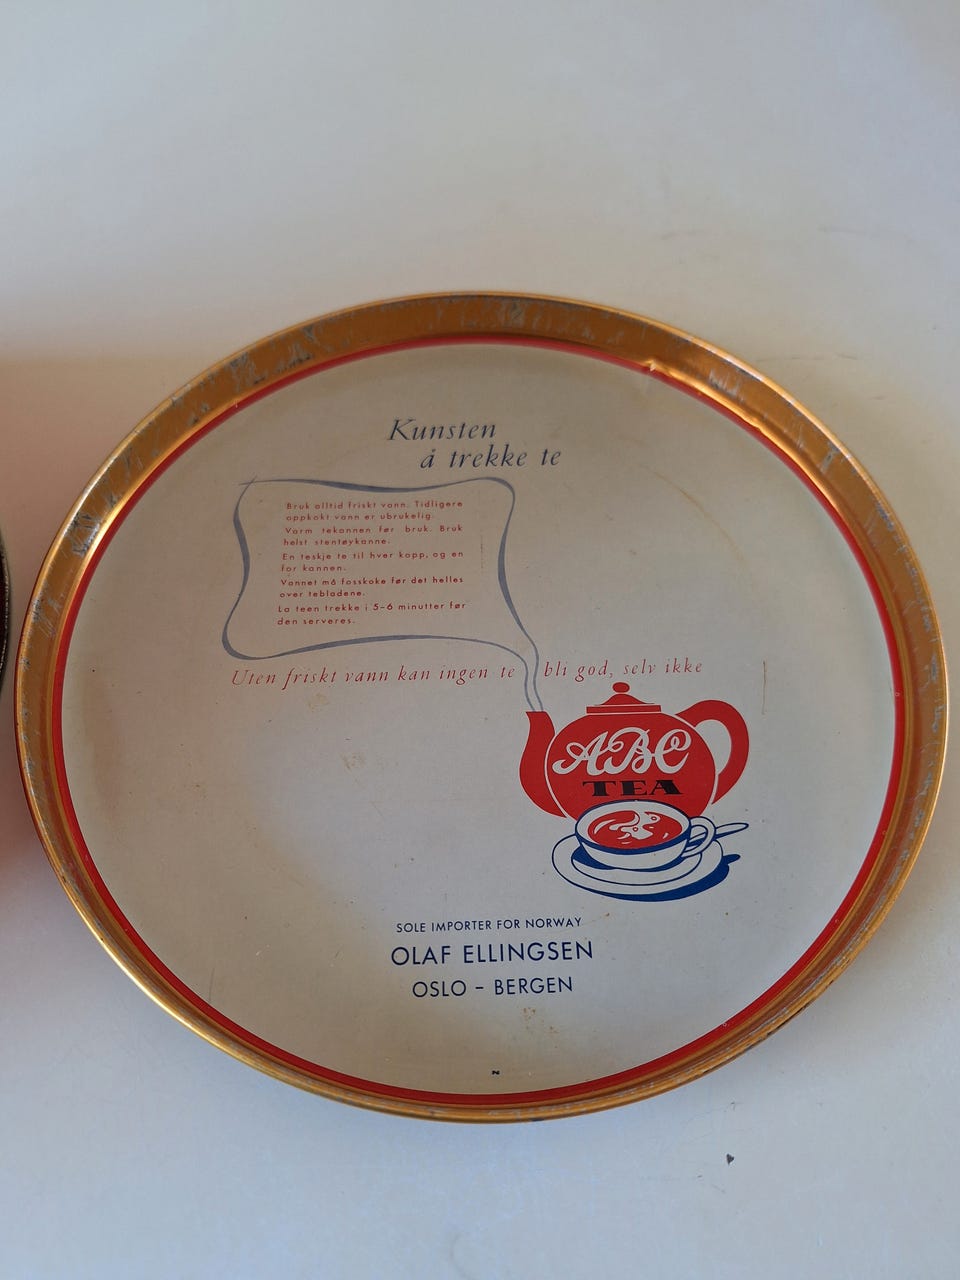 Kunsten
å trekke te
Bruk alltid friskt vann. Tidligere
oppkokt vann er ubrukelig.
Varm tekannen før bruk. Bruk
helst stentøykanne.
En teskje te til hver kopp, og en
for kannen.
Vannet må fosskoke før det helles
over tebladene.
La teen trekke i 5–6 minutter før
den serveres.
Uten friskt vann kan ingen te bli god, selv ikke
ABC
TEA
SOLE IMPORTER FOR NORWAY
OLAF ELLINGSEN
OSLO – BERGEN